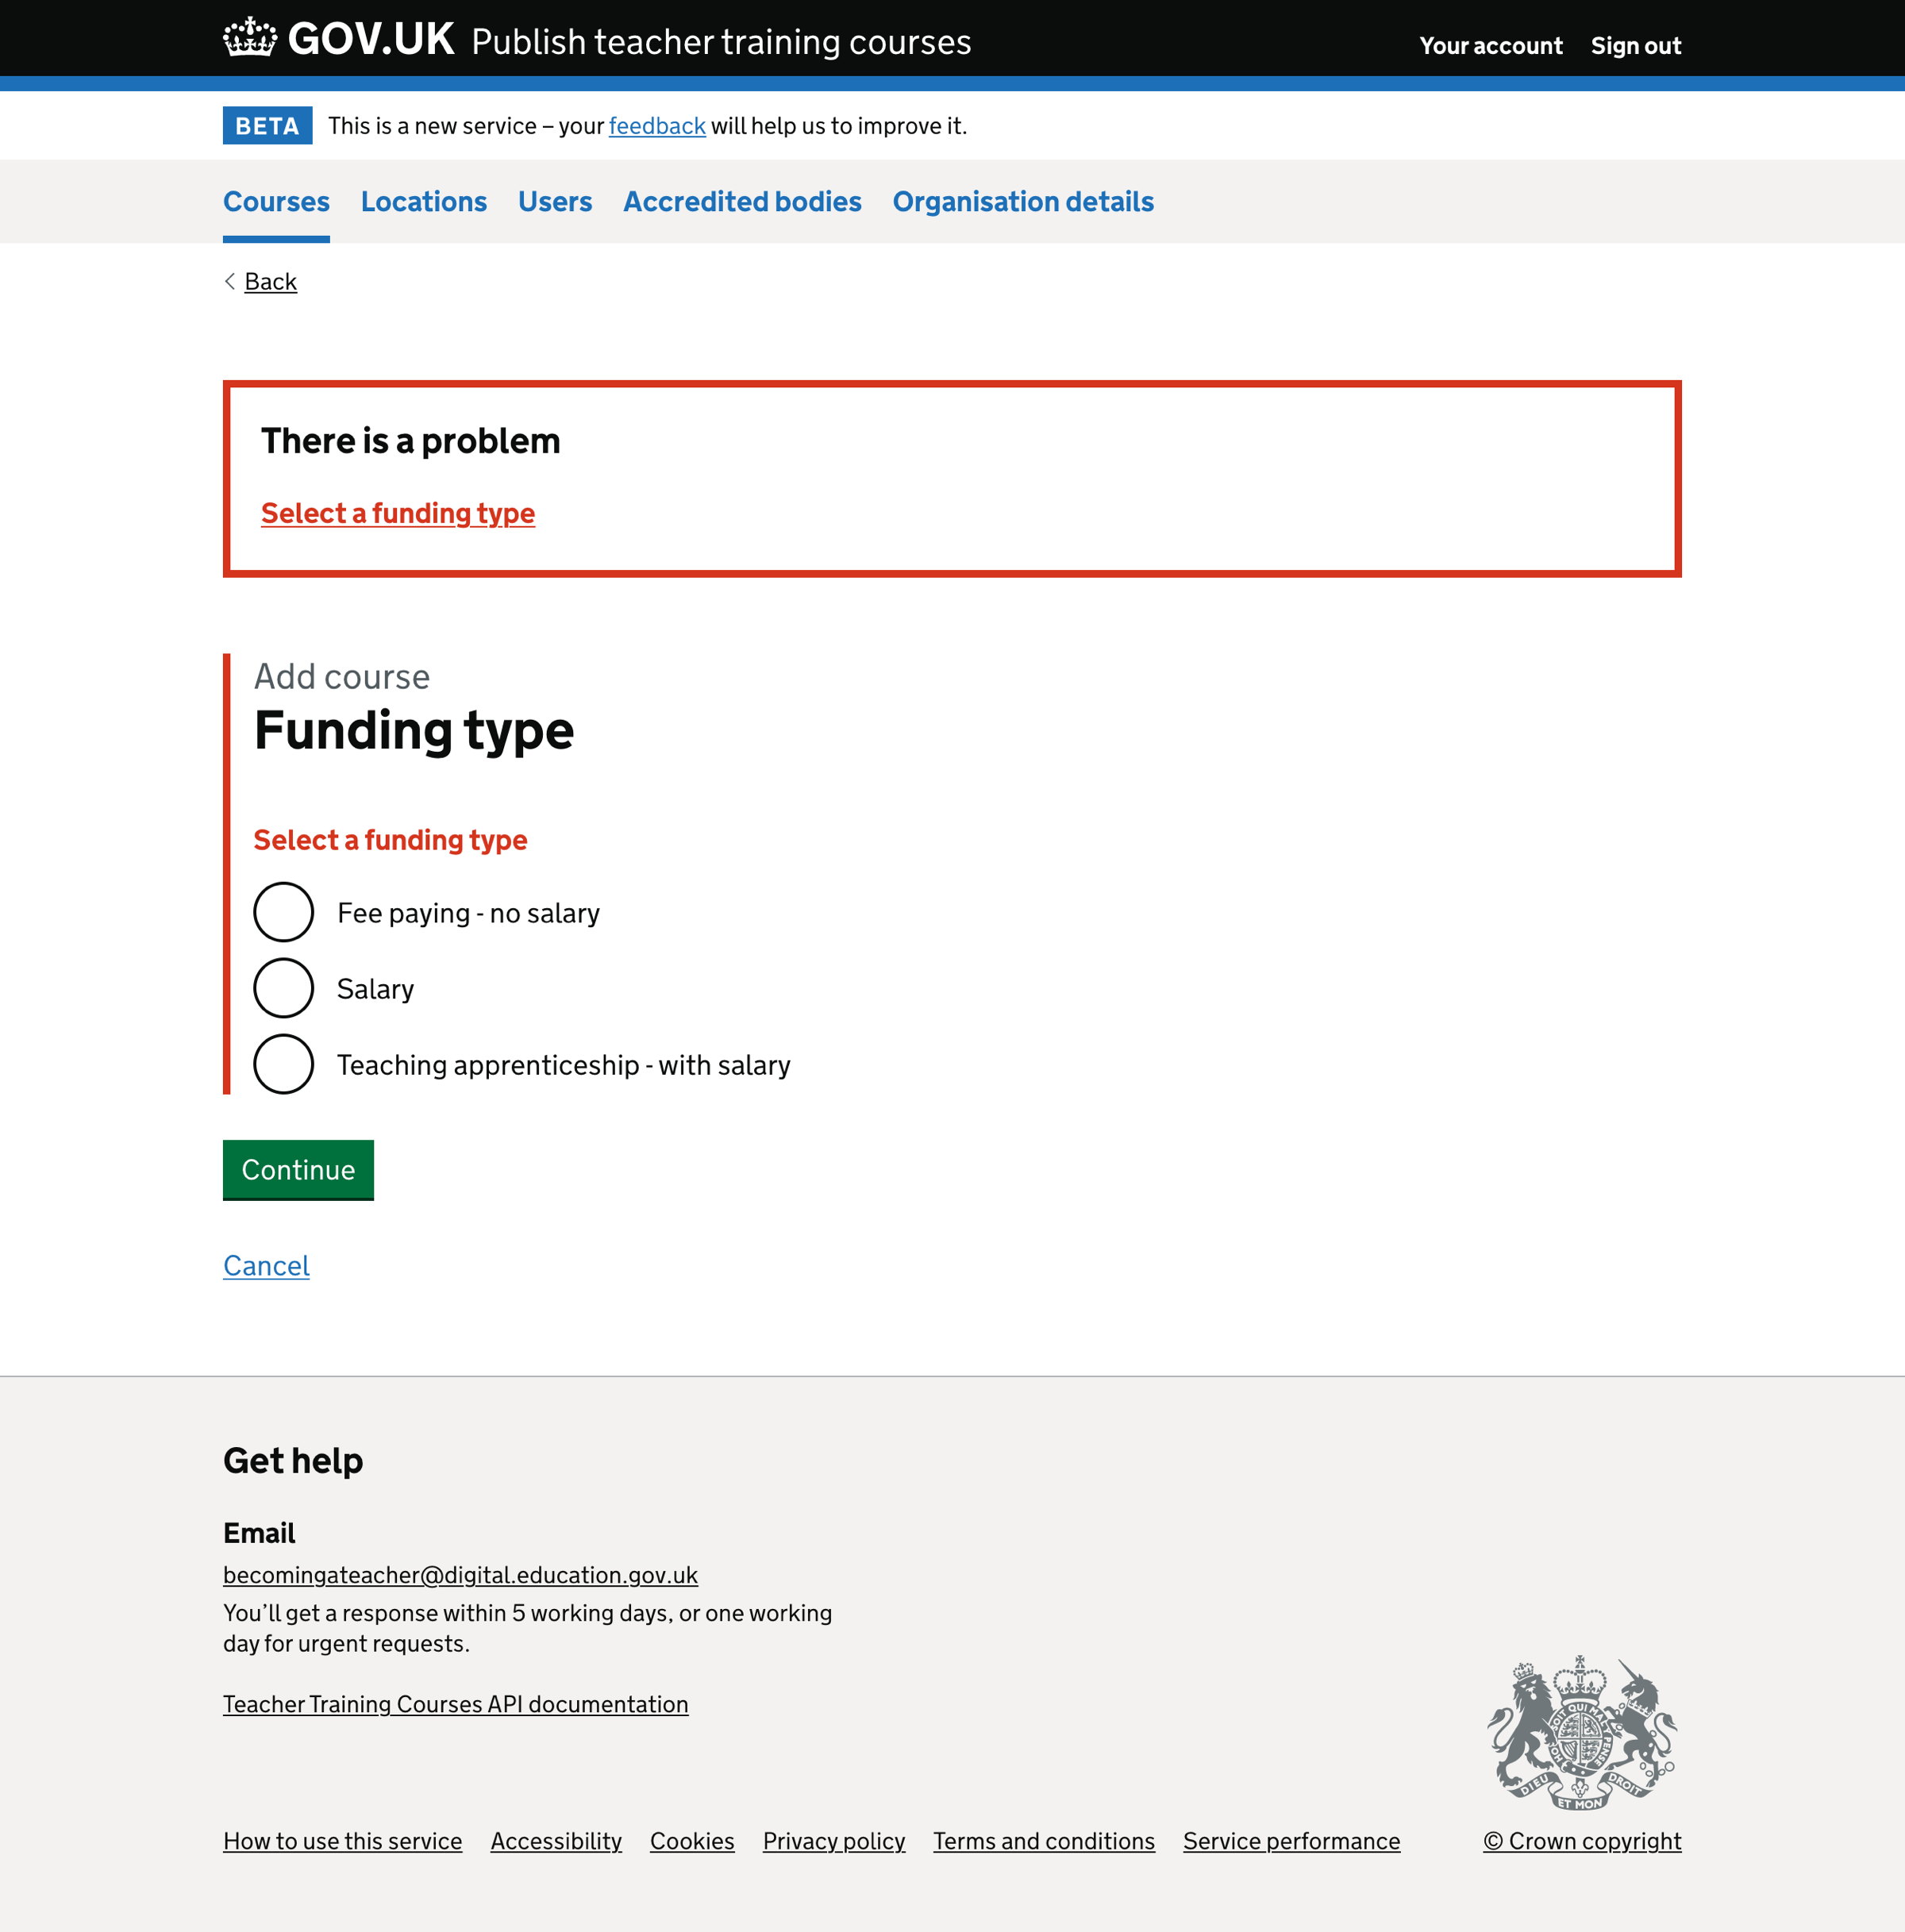 GOV.UK Publish teacher training courses
Your account Sign out
BETA This is a new service – your feedback will help us to improve it.
Courses Locations Users Accredited bodies Organisation details
Back
There is a problem
Select a funding type
Add course
Funding type
Select a funding type
Fee paying - no salary
Salary
Teaching apprenticeship - with salary
Continue
Cancel
Get help
Email
becomingateacher@digital.education.gov.uk
You’ll get a response within 5 working days, or one working
day for urgent requests.
Teacher Training Courses API documentation
DIEU ET MON DROIT
How to use this service Accessibility Cookies Privacy policy Terms and conditions Service performance
© Crown copyright